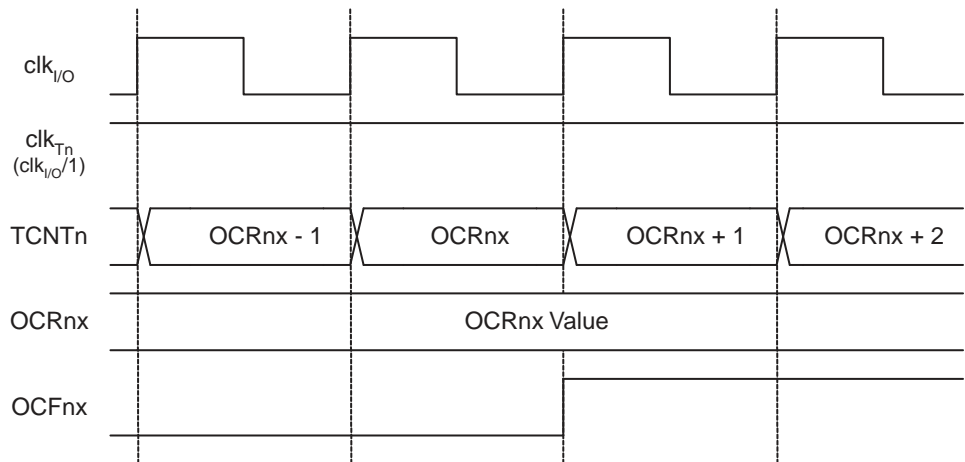 clkI/O
clkTn
(clkI/O/1)
TCNTn OCRnx - 1 OCRnx OCRnx + 1 OCRnx + 2
OCRnx OCRnx Value
OCFnx